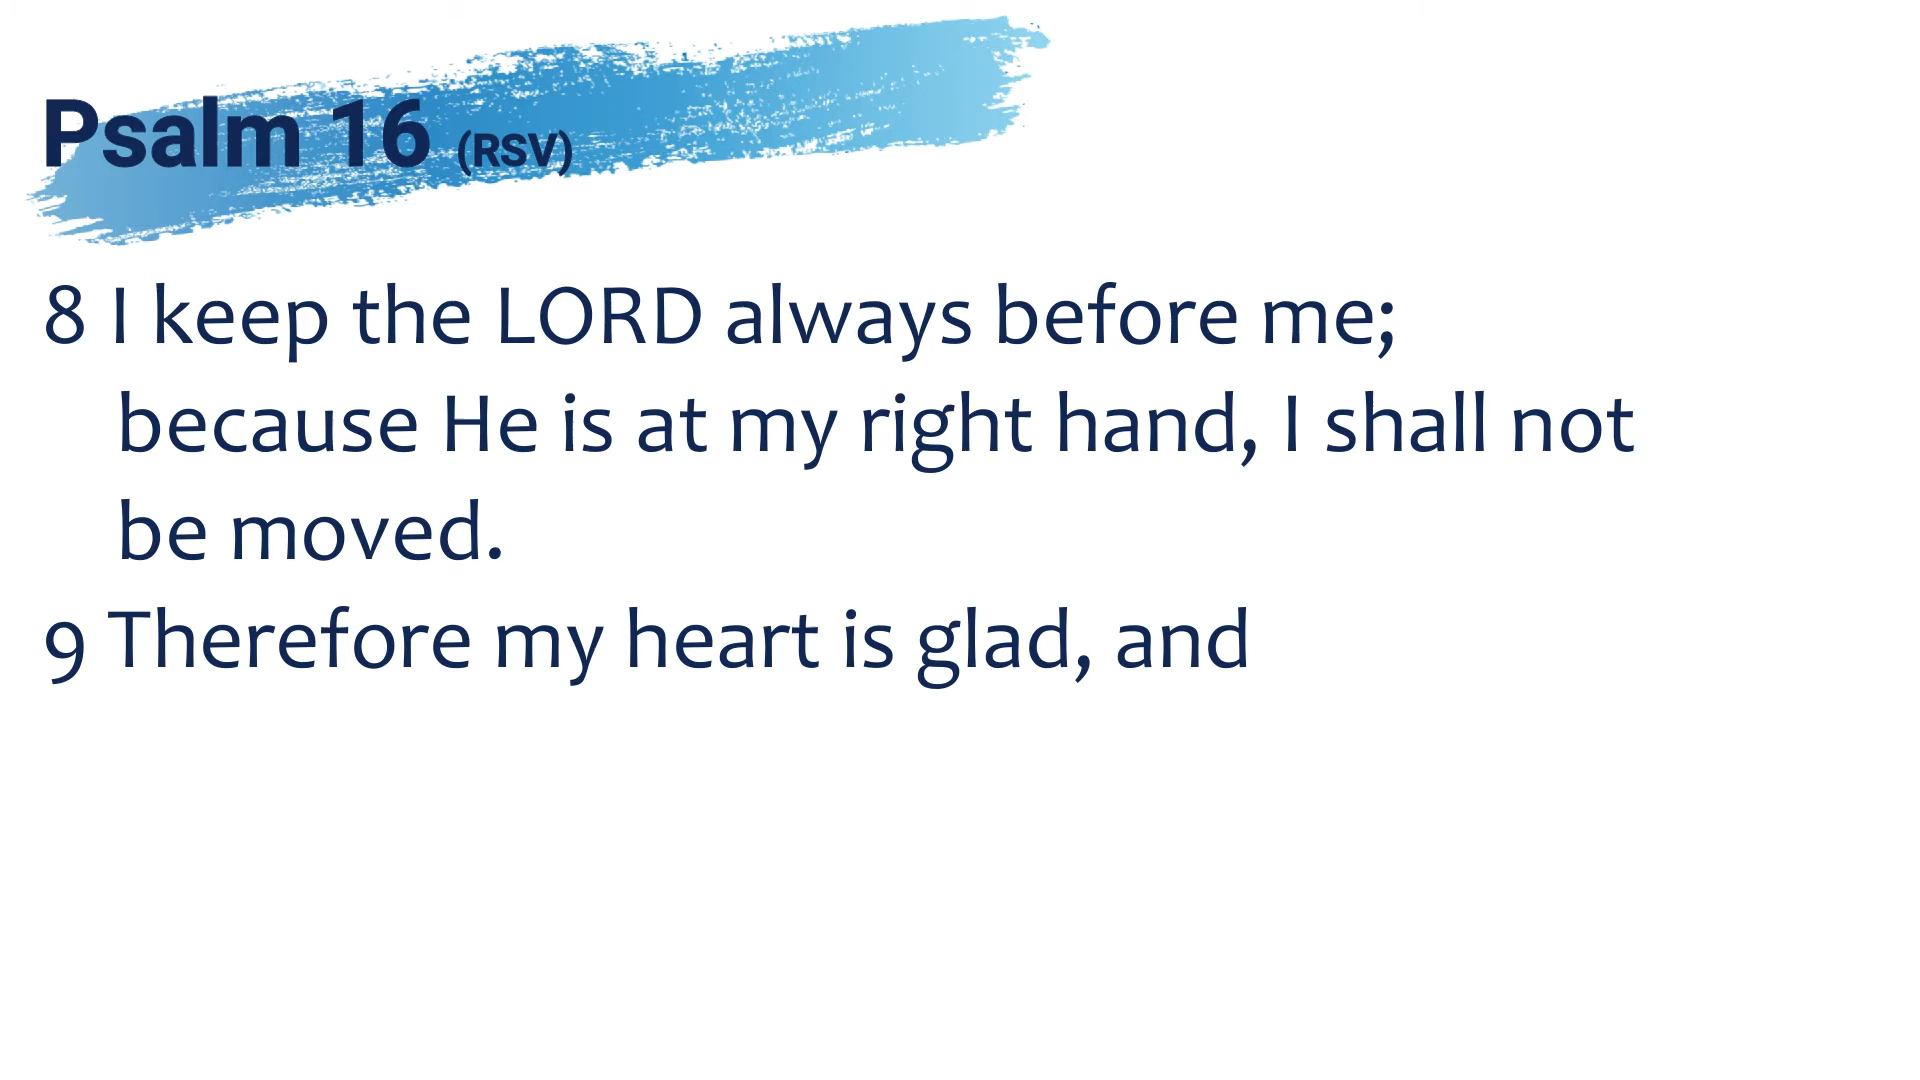 Psalm 16 (RSV)
8 I keep the LORD always before me;
because He is at my right hand, I shall not
be moved.
9 Therefore my heart is glad, and